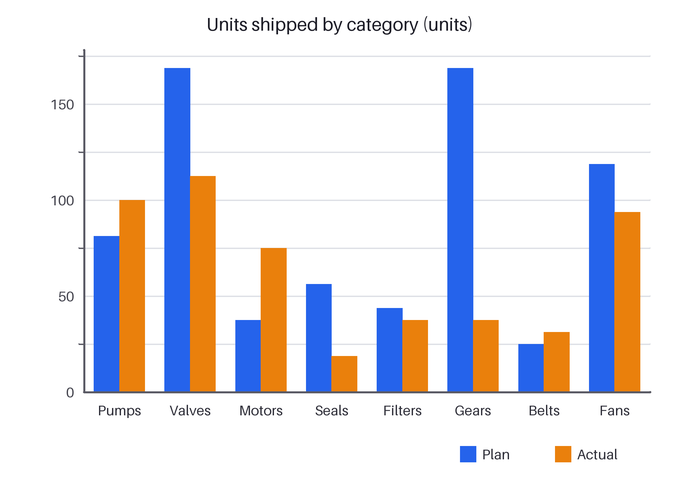 Units shipped by category (units)
150
100
50
0
Pumps Valves Motors Seals Filters Gears Belts Fans
Plan Actual